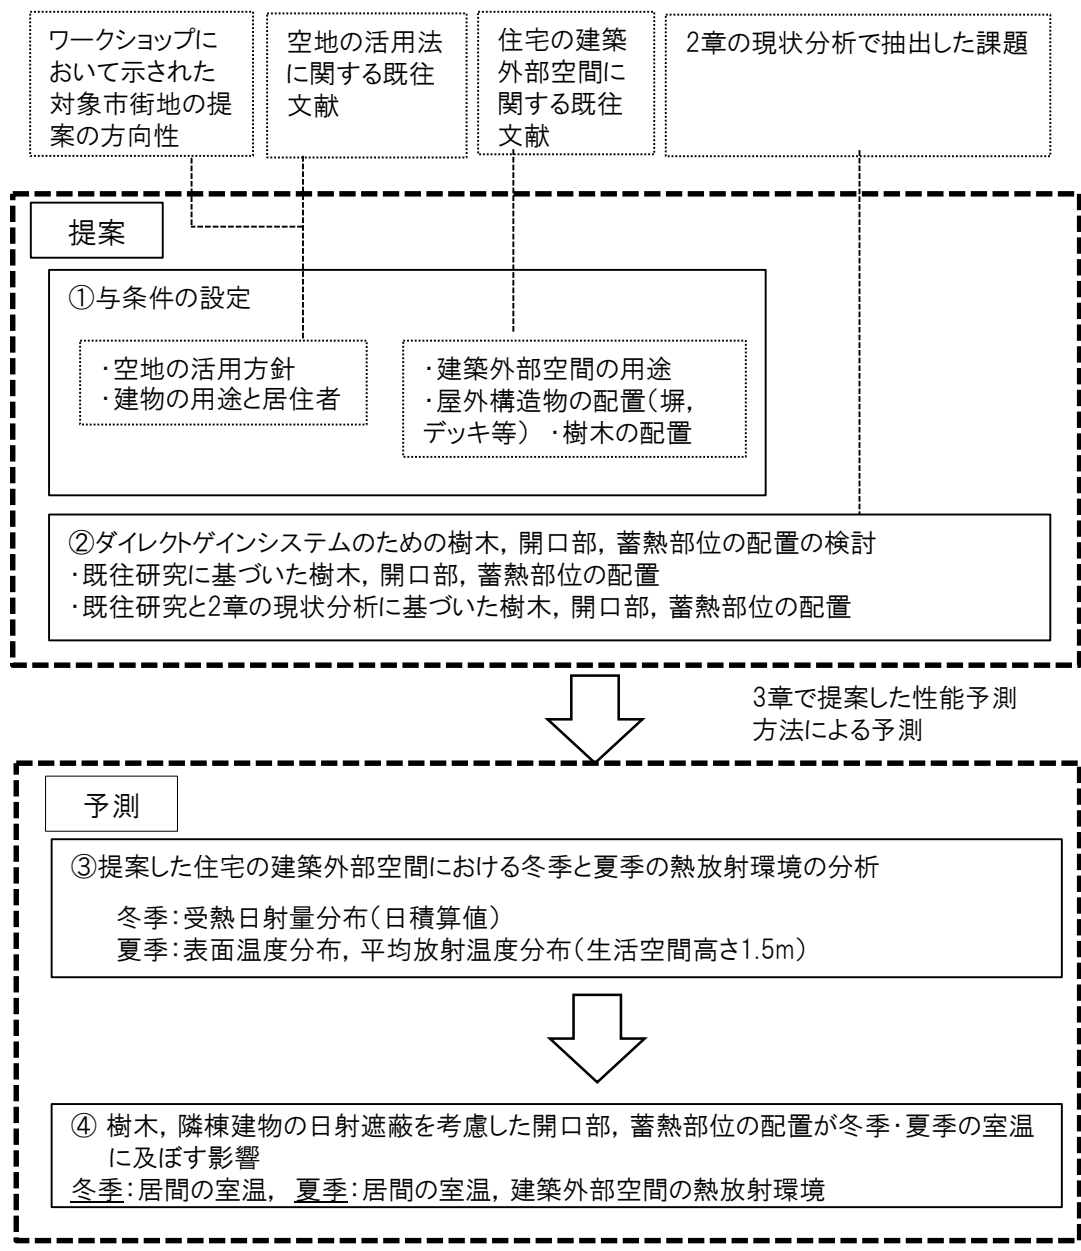 ワークショップに
おいて示された
対象市街地の提
案の方向性
空地の活用法
に関する既往
文献
住宅の建築
外部空間に
関する既往
文献
2章の現状分析で抽出した課題
提案
①与条件の設定
・空地の活用方針
・建物の用途と居住者
・建築外部空間の用途
・屋外構造物の配置(塀,
デッキ等) ・樹木の配置
②ダイレクトゲインシステムのための樹木, 開口部, 蓄熱部位の配置の検討
・既往研究に基づいた樹木, 開口部, 蓄熱部位の配置
・既往研究と2章の現状分析に基づいた樹木, 開口部, 蓄熱部位の配置
3章で提案した性能予測
方法による予測
予測
③提案した住宅の建築外部空間における冬季と夏季の熱放射環境の分析
冬季:受熱日射量分布(日積算値)
夏季:表面温度分布, 平均放射温度分布(生活空間高さ1.5m)
④ 樹木, 隣棟建物の日射遮蔽を考慮した開口部, 蓄熱部位の配置が冬季・夏季の室温
に及ぼす影響
冬季:居間の室温, 夏季:居間の室温, 建築外部空間の熱放射環境